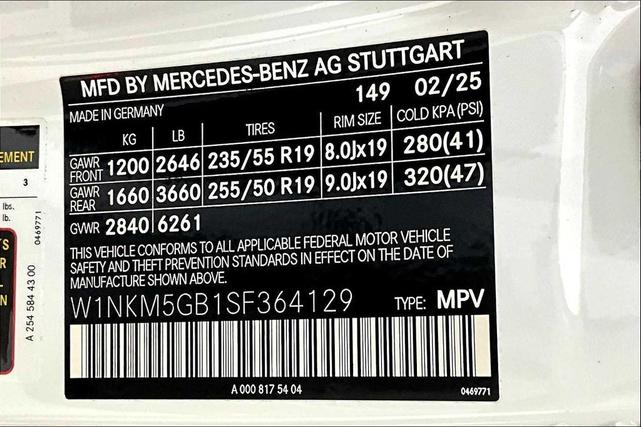 MFD BY MERCEDES-BENZ AG STUTTGART
149 02/25
MADE IN GERMANY
KG LB TIRES RIM SIZE COLD KPA(PSI)
GAWR FRONT 1200 2646 235/55 R19 8.0Jx19 280(41)
GAWR REAR 1660 3660 255/50 R19 9.0Jx19 320(47)
GVWR 2840 6261
THIS VEHICLE CONFORMS TO ALL APPLICABLE FEDERAL MOTOR VEHICLE
SAFETY AND THEFT PREVENTION STANDARDS IN EFFECT ON THE DATE OF
MANUFACTURE SHOWN ABOVE.
W1NKM5GB1SF364129 TYPE: MPV
A 000 817 54 04
0469771
EMENT
3
lbs.
lb.
0469771
A 254 584 43 00
S
R
N